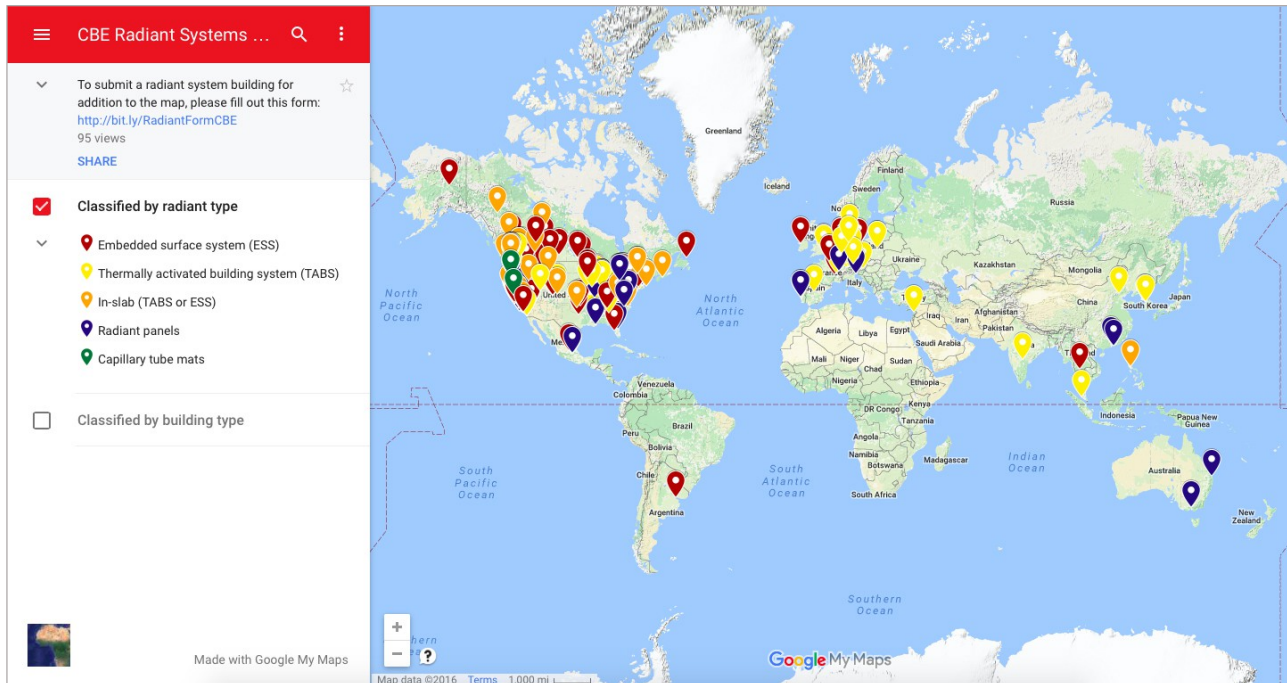 CBE Radiant Systems ...
To submit a radiant system building for
addition to the map, please fill out this form:
http://bit.ly/RadiantFormCBE
95 views
SHARE
Classified by radiant type
Embedded surface system (ESS)
Thermally activated building system (TABS)
In-slab (TABS or ESS)
Radiant panels
Capillary tube mats
Classified by building type
Made with Google My Maps
Greenland
Iceland
Finland
Sweden
Russia
Ukraine
Kazakhstan
Mongolia
Italy
North
Pacific
Ocean
United
North
Atlantic
Ocean
China
South Korea
Japan
Iraq
Iran
Afghanistan
Pakistan
Algeria
Libya
Egypt
Saudi Arabia
Mali
Niger
Sudan
Chad
Nigeria
Ethiopia
Venezuela
Colombia
DR Congo
Kenya
Tanzania
Indonesia
Papua New
Guinea
Peru
Brazil
Bolivia
Angola
Namibia
Botswana
Madagascar
Indian
Ocean
South
Pacific
Ocean
Chile
South
Atlantic
Ocean
Australia
South Africa
Argentina
New
Zealand
Southern
Ocean
+
−
?
Google My Maps
Map data ©2016 Terms 1,000 mi